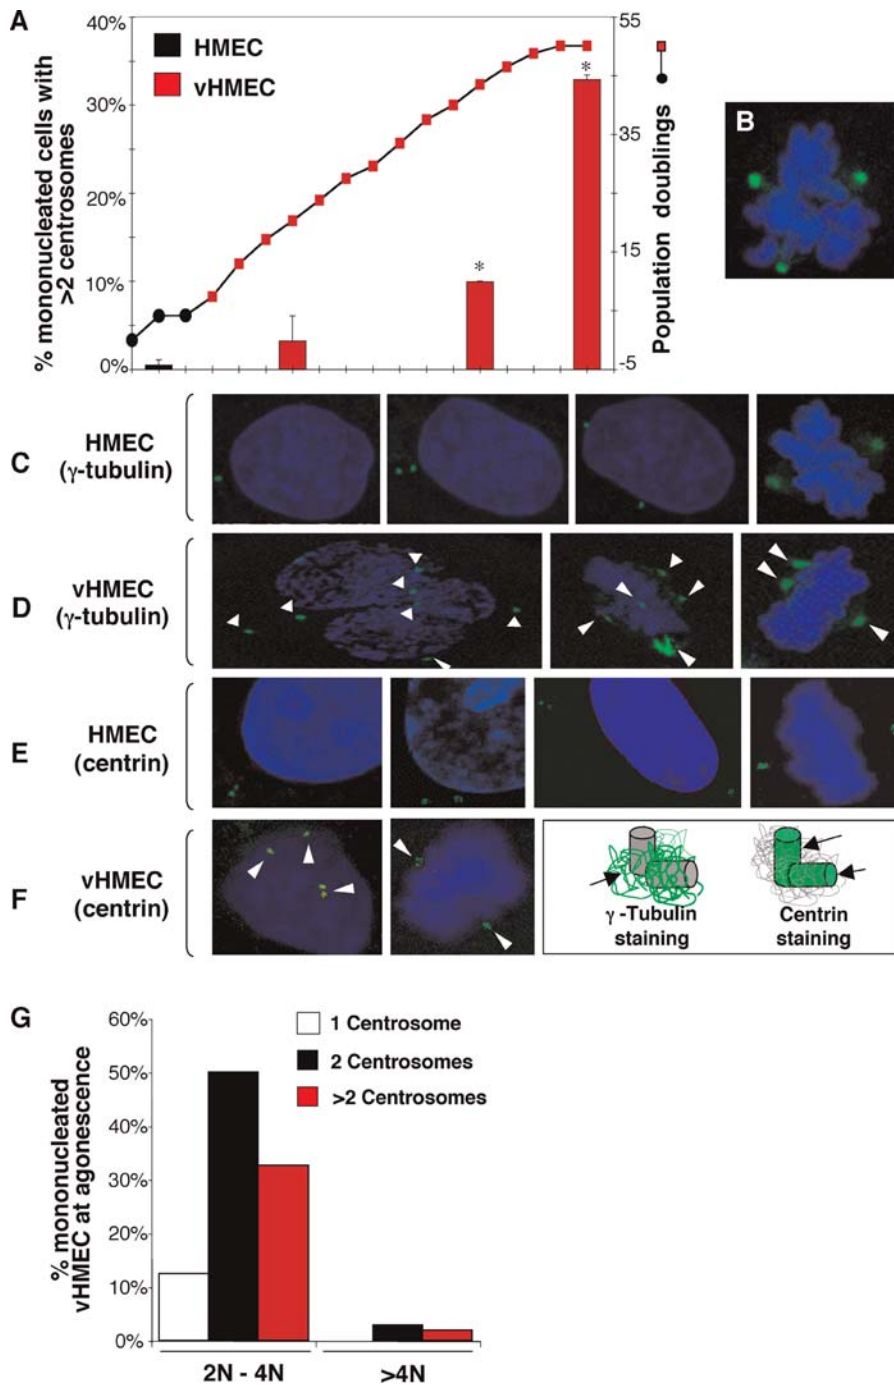 A
40%
30%
20%
10%
0%
% mononucleated cells with
>2 centrosomes
HMEC
vHMEC
*
*
55
35
15
-5
Population doublings
B
C
HMEC
(γ-tubulin)
D
vHMEC
(γ-tubulin)
E
HMEC
(centrin)
F
vHMEC
(centrin)
γ -Tubulin
staining
Centrin
staining
G
60%
50%
40%
30%
20%
10%
0%
% mononucleated
vHMEC at agonescence
1 Centrosome
2 Centrosomes
>2 Centrosomes
2N - 4N
>4N